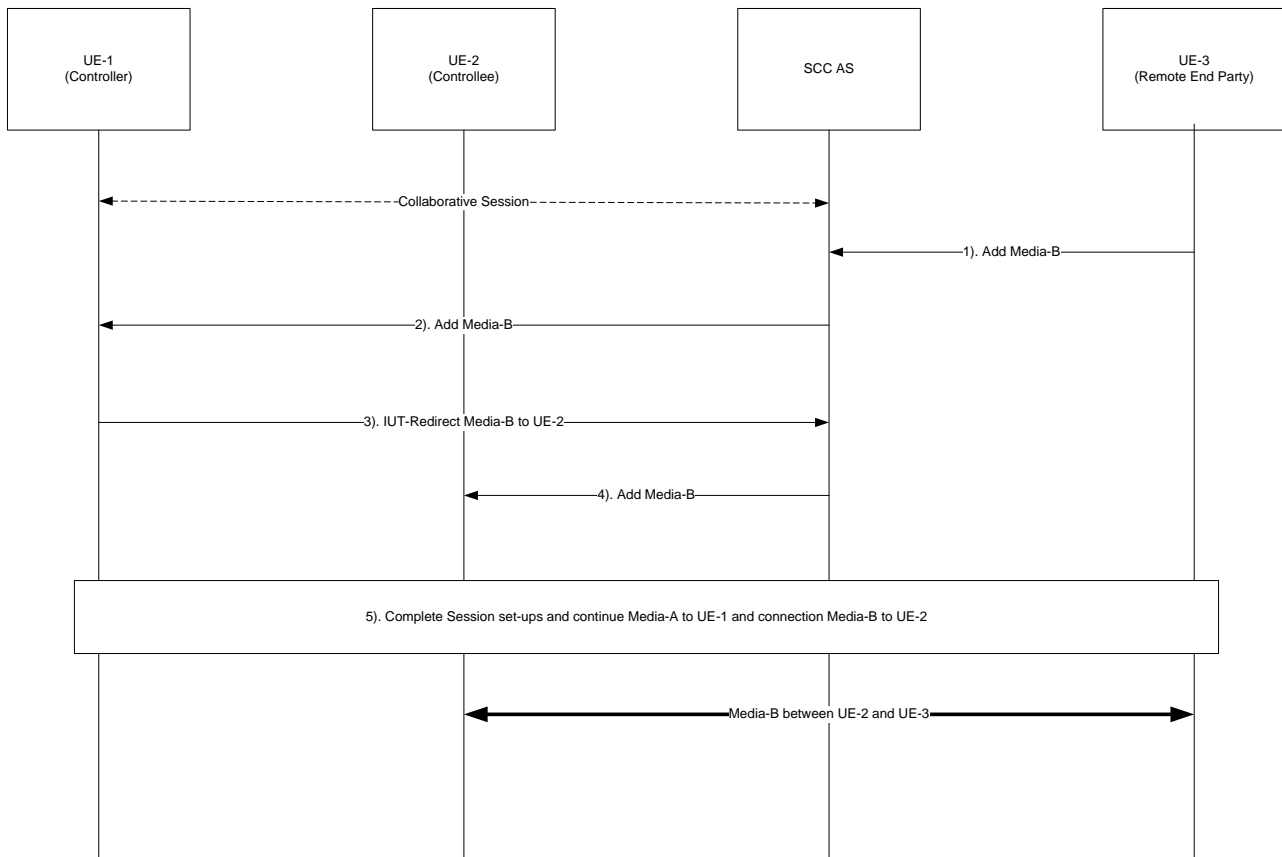 UE-1
(Controller)
UE-2
(Controllee)
SCC AS
UE-3
(Remote End Party)
Collaborative Session
1). Add Media-B
2). Add Media-B
3). IUT-Redirect Media-B to UE-2
4). Add Media-B
5). Complete Session set-ups and continue Media-A to UE-1 and connection Media-B to UE-2
Media-B between UE-2 and UE-3